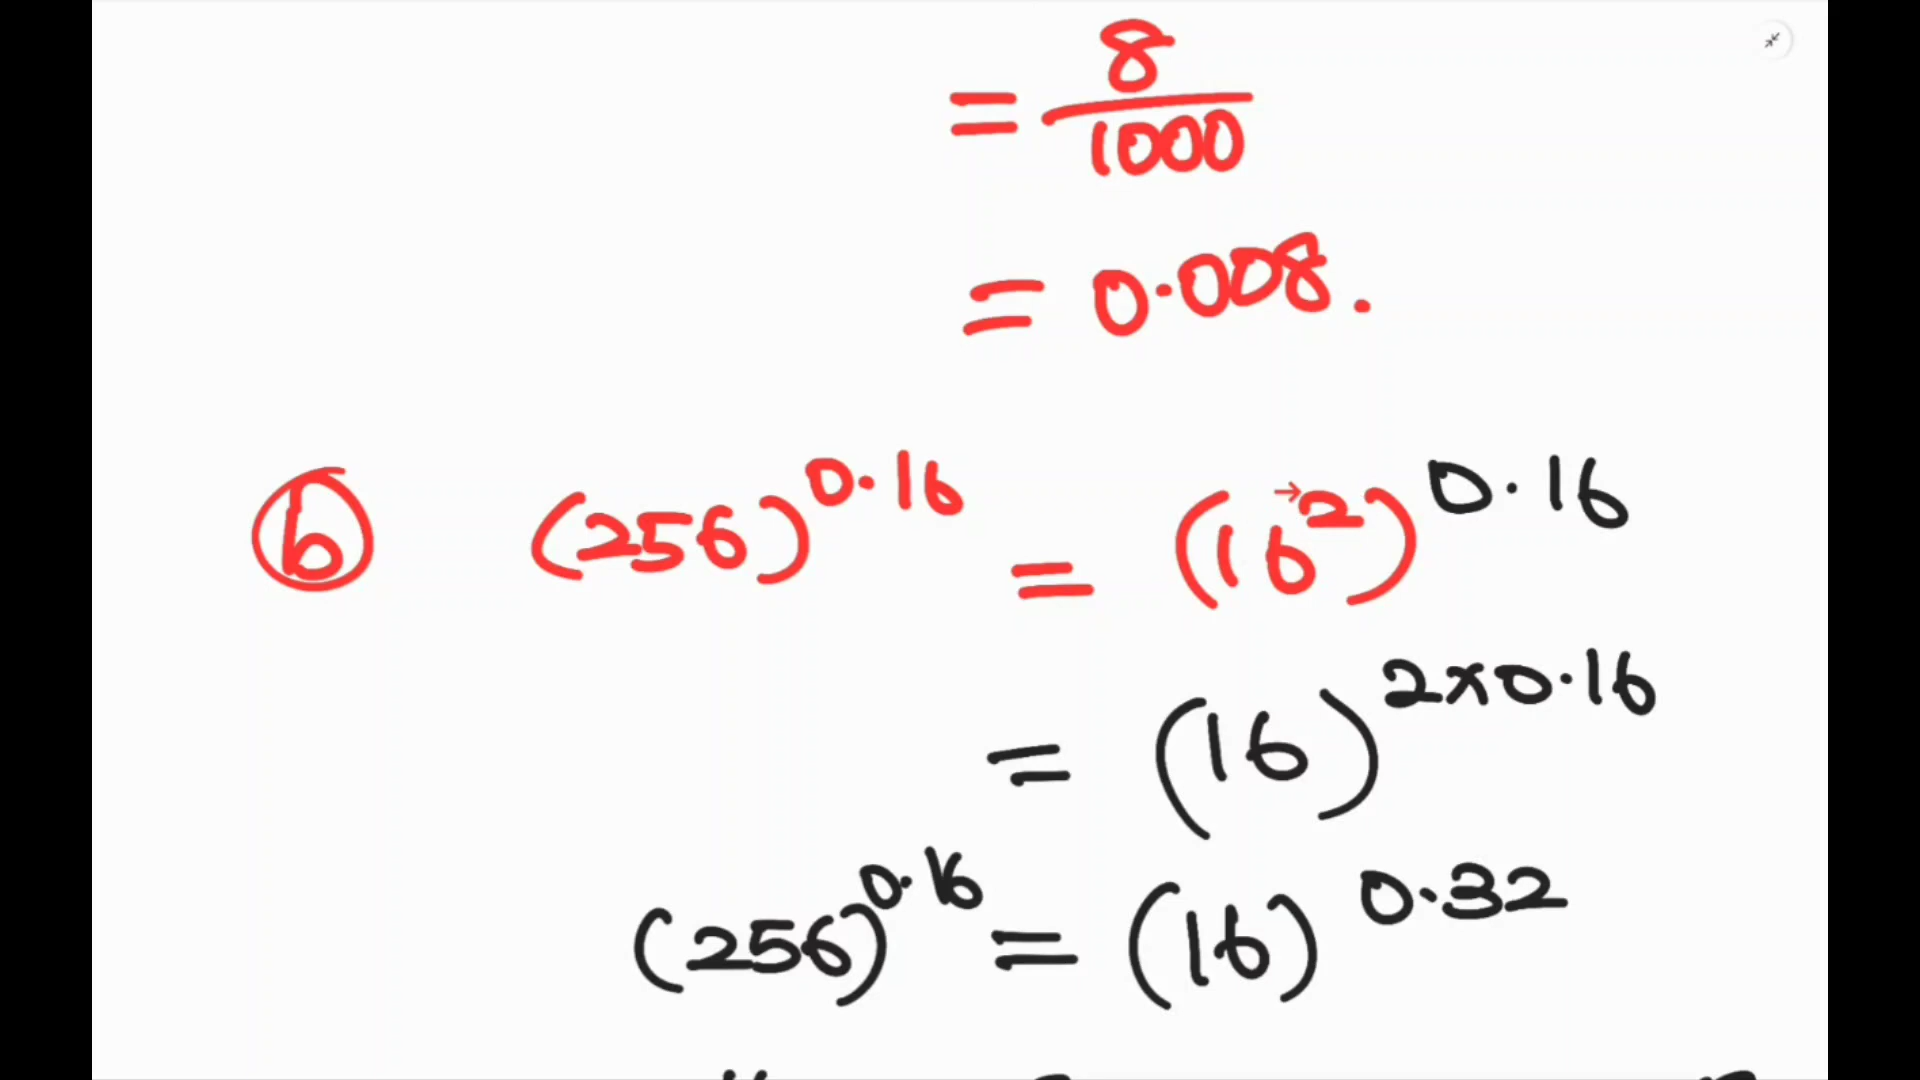 = 8/1000
= 0.008.
b (256)^0.16 = (16^2)^0.16
= (16)^2×0.16
(256)^0.16 = (16)^0.32